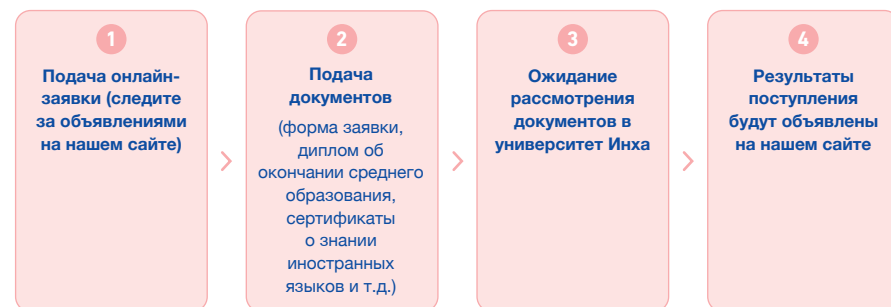 1
Подача онлайн-
заявки (следите
за объявлениями
на нашем сайте)
2
Подача
документов
(форма заявки,
диплом об
окончании среднего
образования,
сертификаты
о знании
иностранных
языков и т.д.)
3
Ожидание
рассмотрения
документов в
университет Инха
4
Результаты
поступления
будут объявлены
на нашем сайте